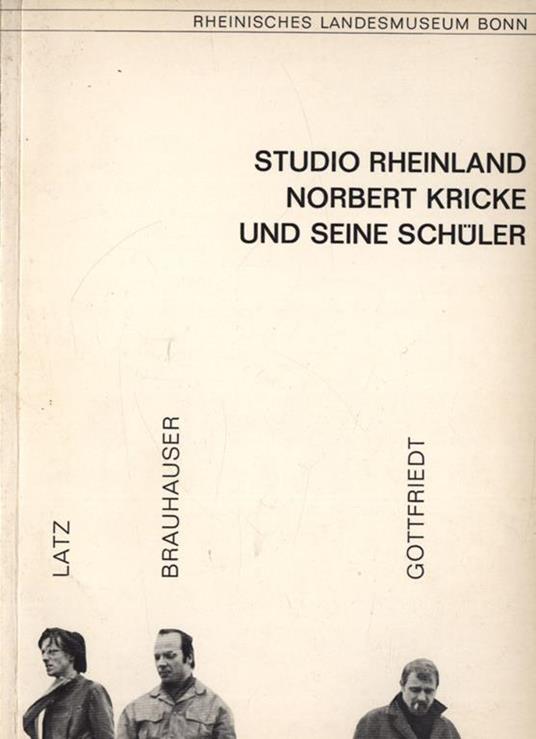 RHEINISCHES LANDESMUSEUM BONN
STUDIO RHEINLAND
NORBERT KRICKE
UND SEINE SCHÜLER
LATZ
BRAUHAUSER
GOTTFRIEDT